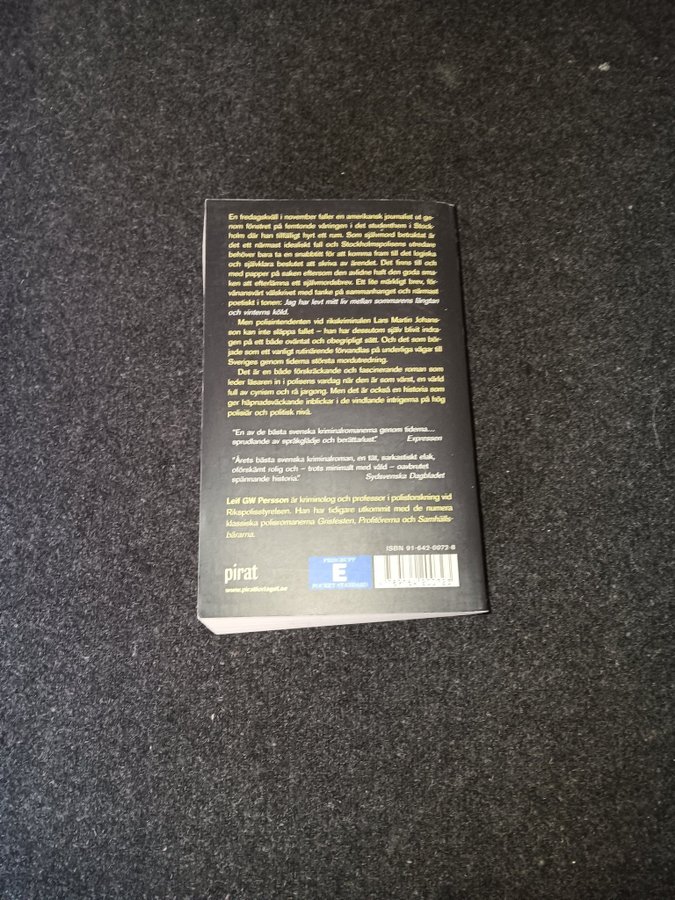 En fredagskväll i november faller en amerikansk journalist ut ge-
nom fönstret på femtonde våningen i det studenthem i Stock-
holm där han tillfälligt hyrt ett rum. Som självmord betraktat är
det ett närmast idealiskt fall och Stockholmspolisens utredare
behöver bara ta en snabbtitt för att komma fram till det logiska
och självklara beslutet att skriva av ärendet. Det finns till och
med papper på saken eftersom den avlidne haft den goda sma-
ken att efterlämna ett självmordsbrev. Ett lite märkligt brev, för-
vånansvärt välskrivet med tanke på sammanhanget och närmast
poetiskt i tonen: Jag har levt mitt liv mellan sommarens längtan
och vinterns köld.
Men polisintendenten vid rikskriminalen Lars Martin Johans-
son kan inte släppa fallet – han har dessutom själv blivit indra-
gen på ett både oväntat och obegripligt sätt. Och det som bör-
jade som ett vanligt rutinärende förvandlas på underliga vägar till
Sveriges genom tiderna största mordutredning.
Det är en både förskräckande och fascinerande roman som
leder läsaren in i polisens vardag när den är som värst, en värld
full av cynism och rå jargong. Men det är också en historia som
ger häpnadsväckande inblickar i de vindlande intrigerna på hög
polisiär och politisk nivå.
"En av de bästa svenska kriminalromanerna genom tiderna...
sprudlande av språkglädje och berättarlust." Expressen
"Årets bästa svenska kriminalroman, en tät, sarkastiskt elak,
oförskämt rolig och – trots minimalt med våld – oavbrutet
spännande historia." Sydsvenska Dagbladet
Leif GW Persson är kriminolog och professor i polisforskning vid
Rikspolisstyrelsen. Han har tidigare utkommit med de numera
klassiska polisromanerna Grisfesten, Profitörerna och Samhälls-
bärarna.
ISBN 91-642-0072-8
pirat
www.piratforlaget.se
E